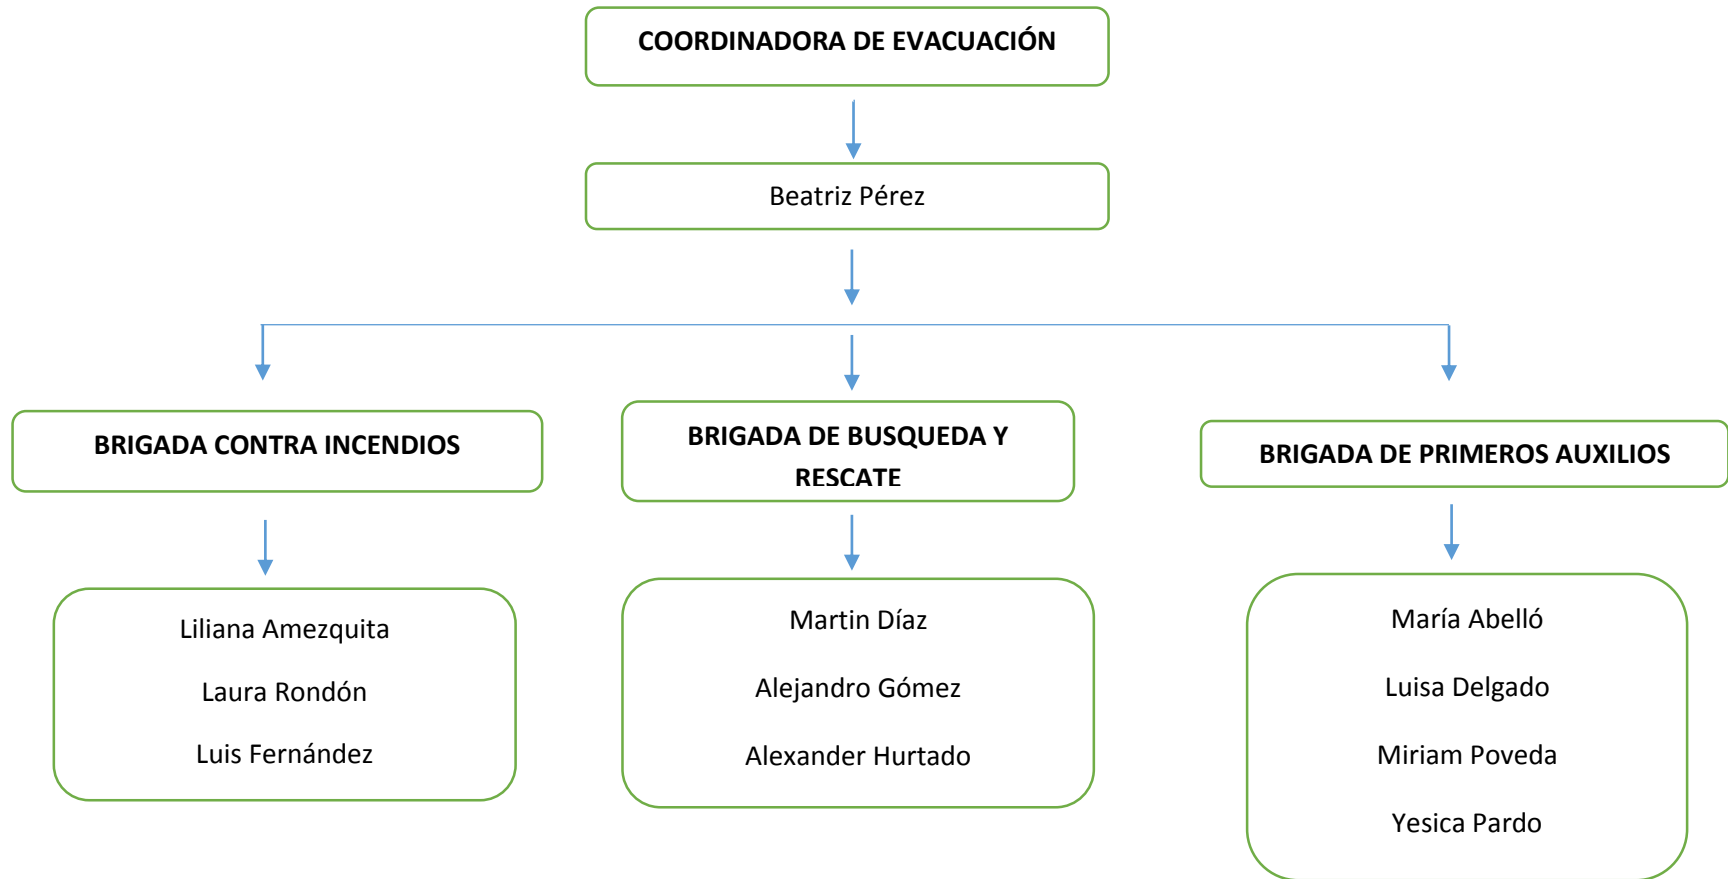 COORDINADORA DE EVACUACIÓN
Beatriz Pérez
BRIGADA CONTRA INCENDIOS
BRIGADA DE BUSQUEDA Y
RESCATE
BRIGADA DE PRIMEROS AUXILIOS
Liliana Amezquita
Laura Rondón
Luis Fernández
Martin Díaz
Alejandro Gómez
Alexander Hurtado
María Abelló
Luisa Delgado
Miriam Poveda
Yesica Pardo